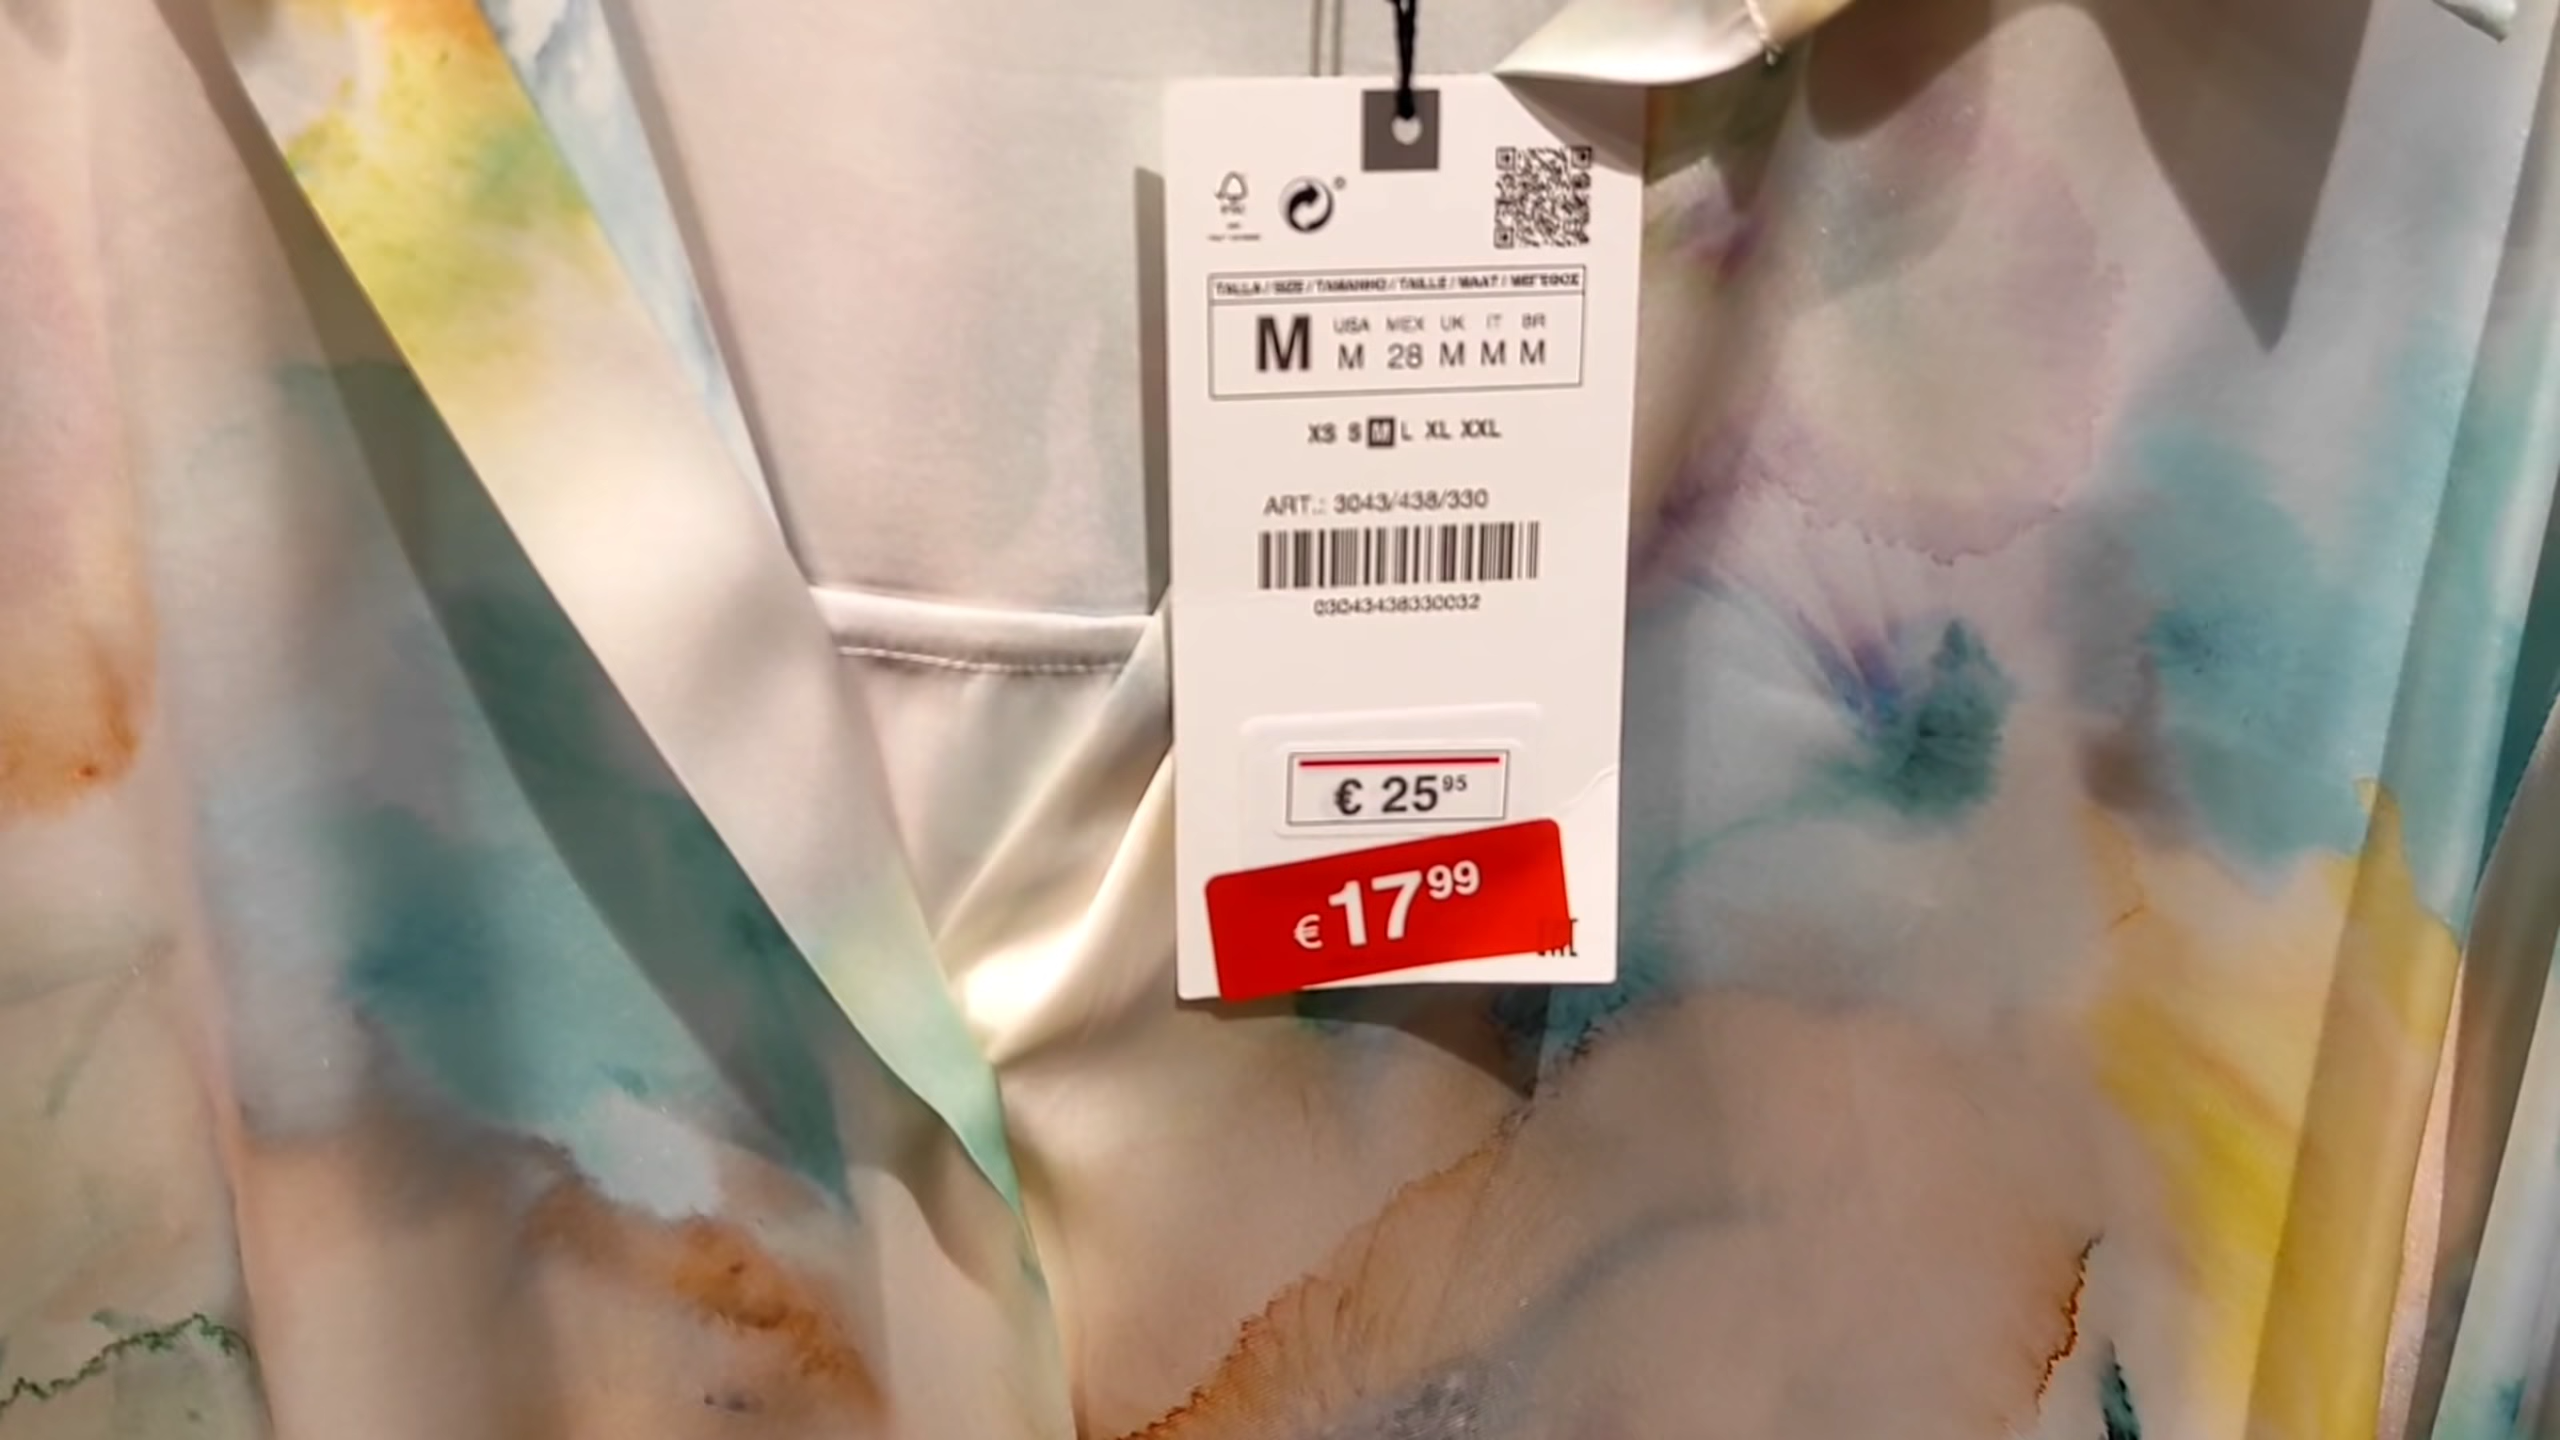 TALLA / SIZE / TAMANHO / TAILLE / MAAT / ΜΕΓΕΘΟΣ
M USA MEX UK IT BR
M 28 M M M
XS S M L XL XXL
ART.: 3043/438/330
03043438330032
€ 25 95
€ 17 99